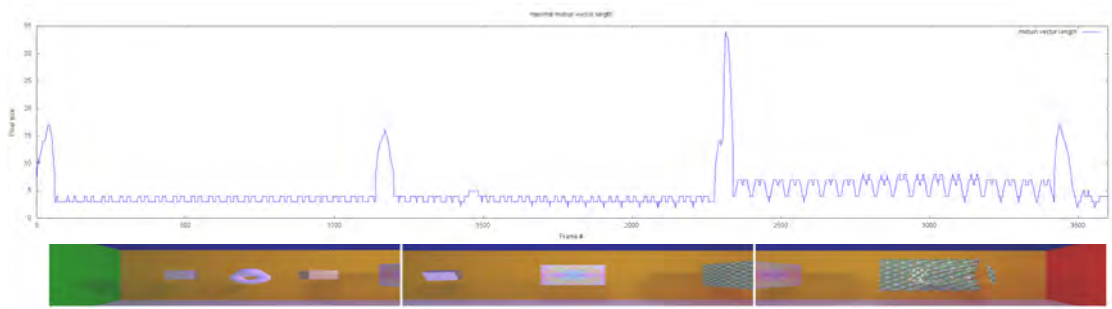 Maximal motion vector length
35
motion vector length
30
25
20
15
10
5
0
Pixel size
0 500 1000 1500 2000 2500 3000 3500
Frame #